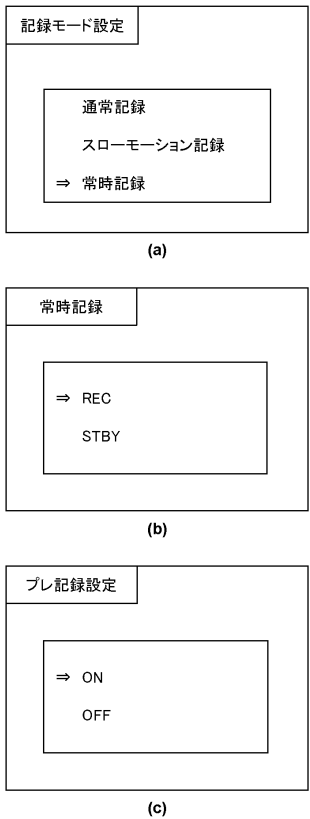 記録モード設定
通常記録
スローモーション記録
⇒ 常時記録
(a)
常時記録
⇒ REC
STBY
(b)
プレ記録設定
⇒ ON
OFF
(c)